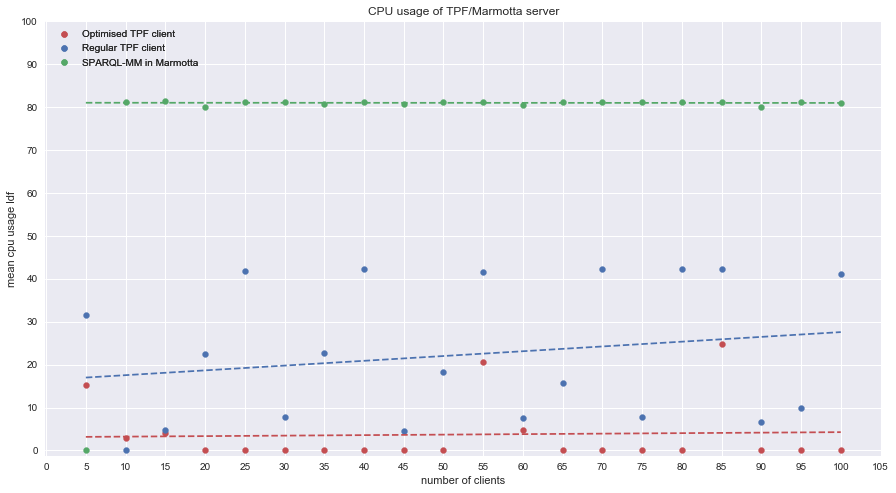 CPU usage of TPF/Marmotta server
Optimised TPF client
Regular TPF client
SPARQL-MM in Marmotta
100
90
80
70
60
50
40
30
20
10
0
mean cpu usage ldf
0 5 10 15 20 25 30 35 40 45 50 55 60 65 70 75 80 85 90 95 100 105
number of clients